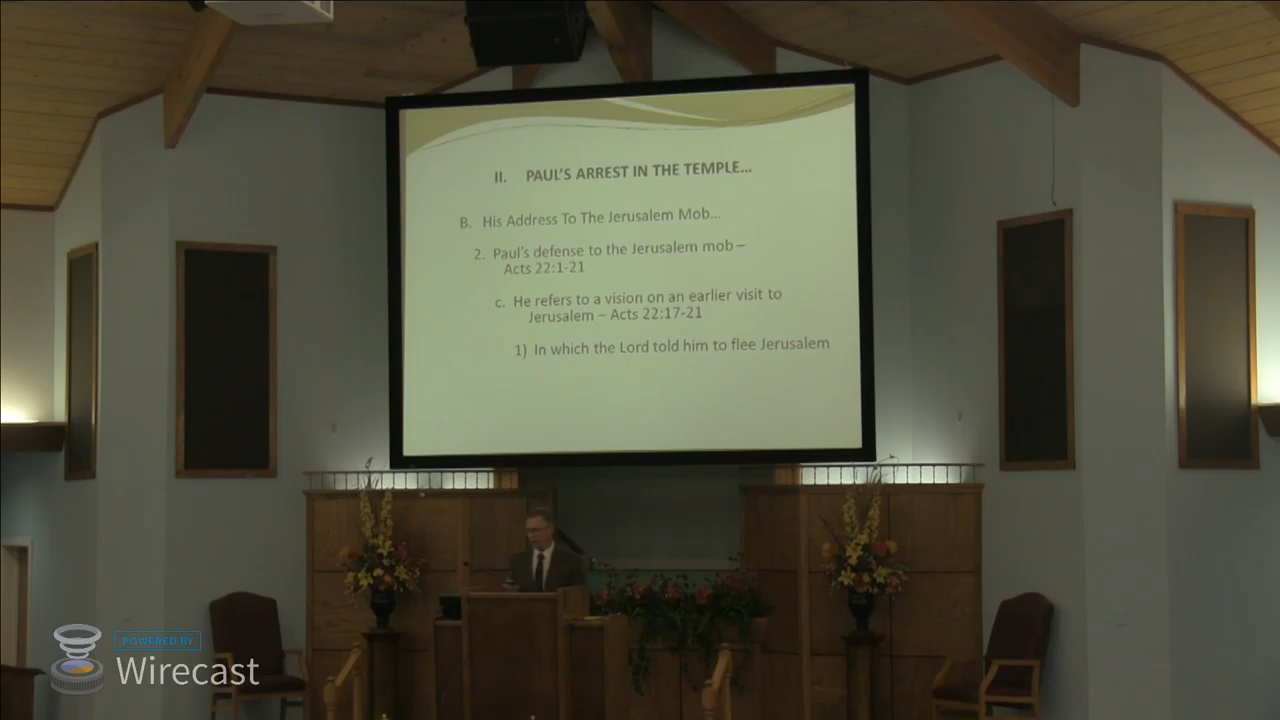 II. PAUL'S ARREST IN THE TEMPLE...
B. His Address To The Jerusalem Mob...
2. Paul's defense to the Jerusalem mob –
Acts 22:1-21
c. He refers to a vision on an earlier visit to
Jerusalem – Acts 22:17-21
1) In which the Lord told him to flee Jerusalem
POWERED BY
Wirecast